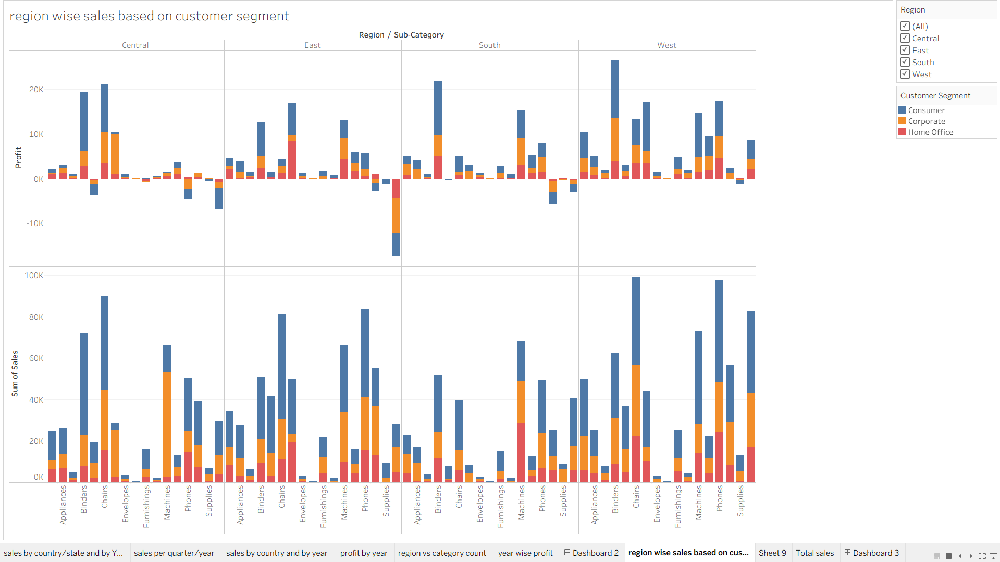 region wise sales based on customer segment
Region / Sub-Category
Central
East
South
West
Profit
20K
10K
0K
-10K
Sum of Sales
100K
80K
60K
40K
20K
0K
Appliances
Binders
Chairs
Envelopes
Furnishings
Machines
Phones
Supplies
Appliances
Binders
Chairs
Envelopes
Furnishings
Machines
Phones
Supplies
Appliances
Binders
Chairs
Envelopes
Furnishings
Machines
Phones
Supplies
Appliances
Binders
Chairs
Envelopes
Furnishings
Machines
Phones
Supplies
Region
(All)
Central
East
South
West
Customer Segment
Consumer
Corporate
Home Office
sales by country/state and by Y...
sales per quarter/year
sales by country and by year
profit by year
region vs category count
year wise profit
Dashboard 2
region wise sales based on cus...
Sheet 9
Total sales
Dashboard 3